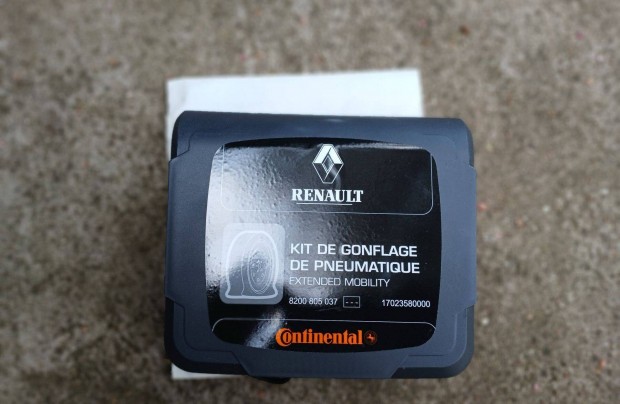 RENAULT
KIT DE GONFLAGE
DE PNEUMATIQUE
EXTENDED MOBILITY
8200 805 037 --- 17023580000
Continental